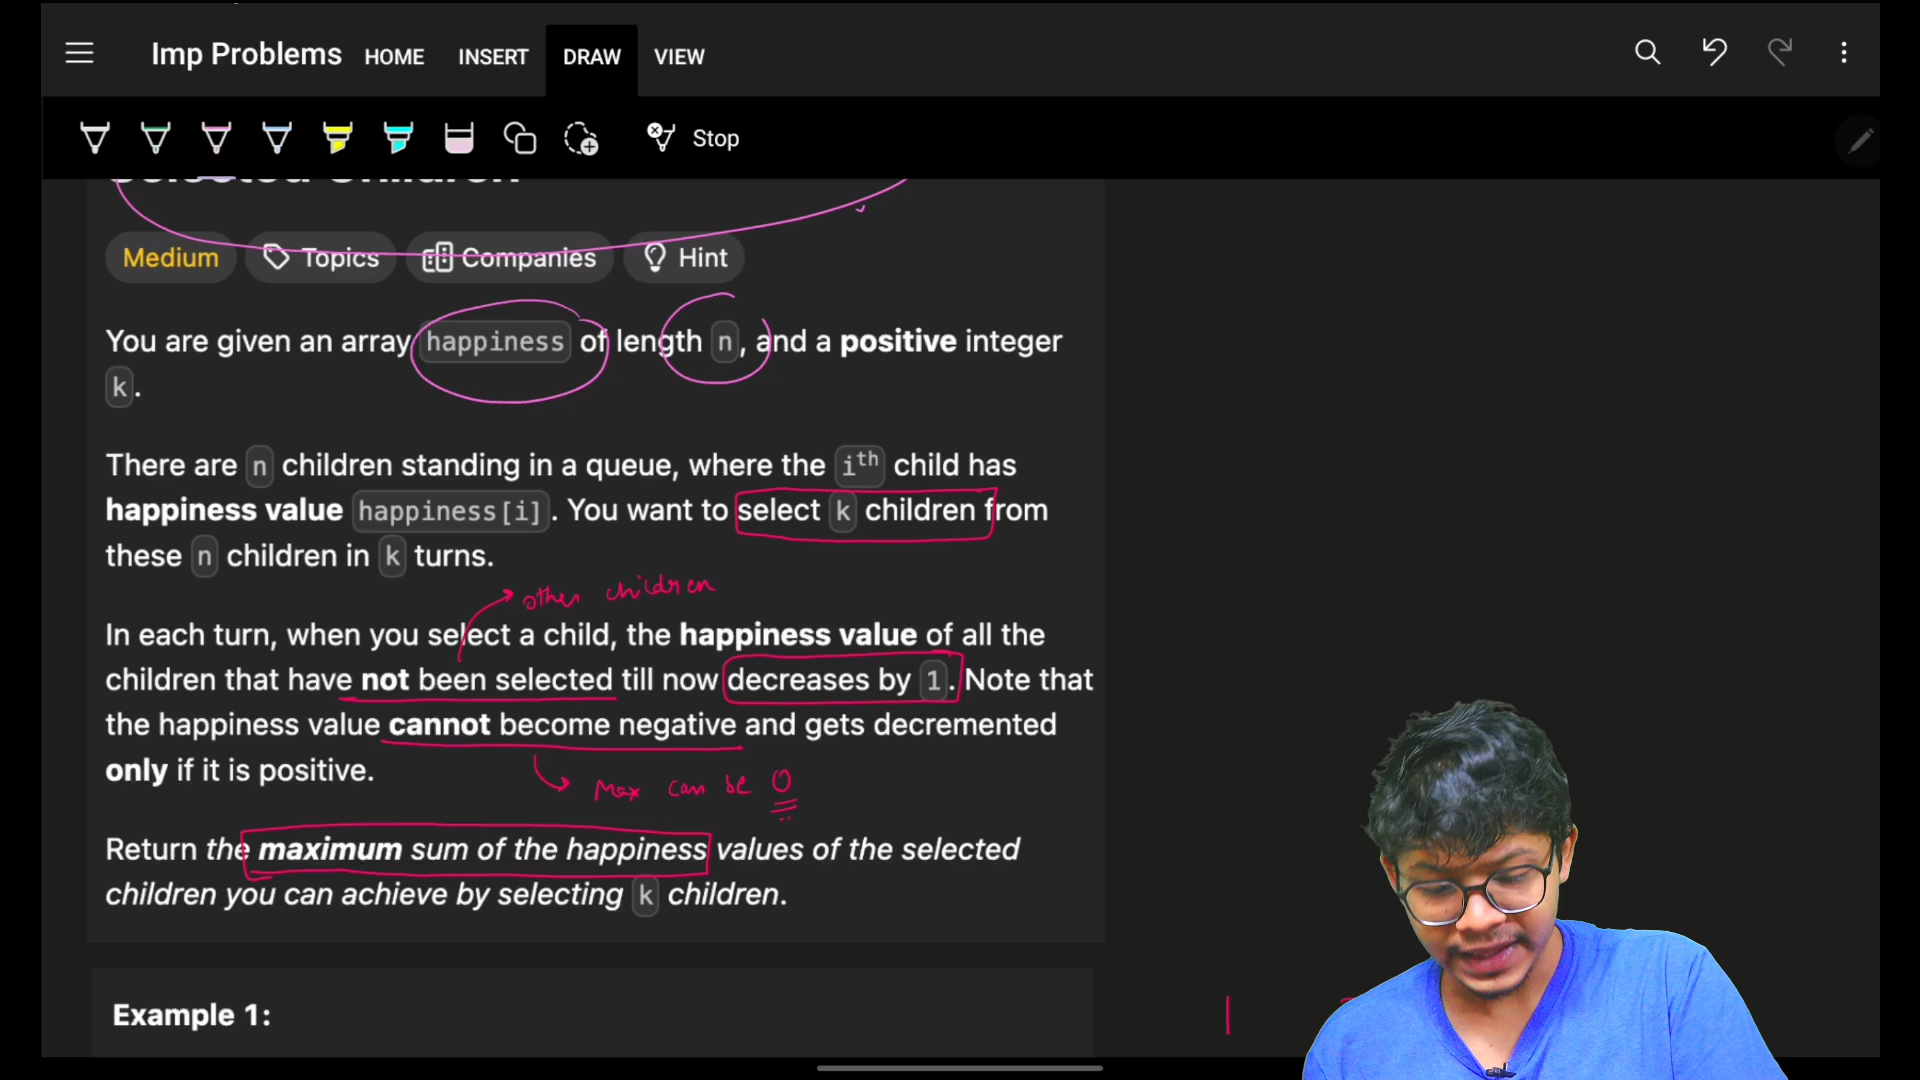 Imp Problems HOME INSERT DRAW VIEW
Stop
Selected Children
Medium Topics Companies Hint
You are given an array happiness of length n, and a positive integer
k.
There are n children standing in a queue, where the ith child has
happiness value happiness[i]. You want to select k children from
these n children in k turns.
other children
In each turn, when you select a child, the happiness value of all the
children that have not been selected till now decreases by 1. Note that
the happiness value cannot become negative and gets decremented
only if it is positive.
Max can be 0
Return the maximum sum of the happiness values of the selected
children you can achieve by selecting k children.
Example 1: